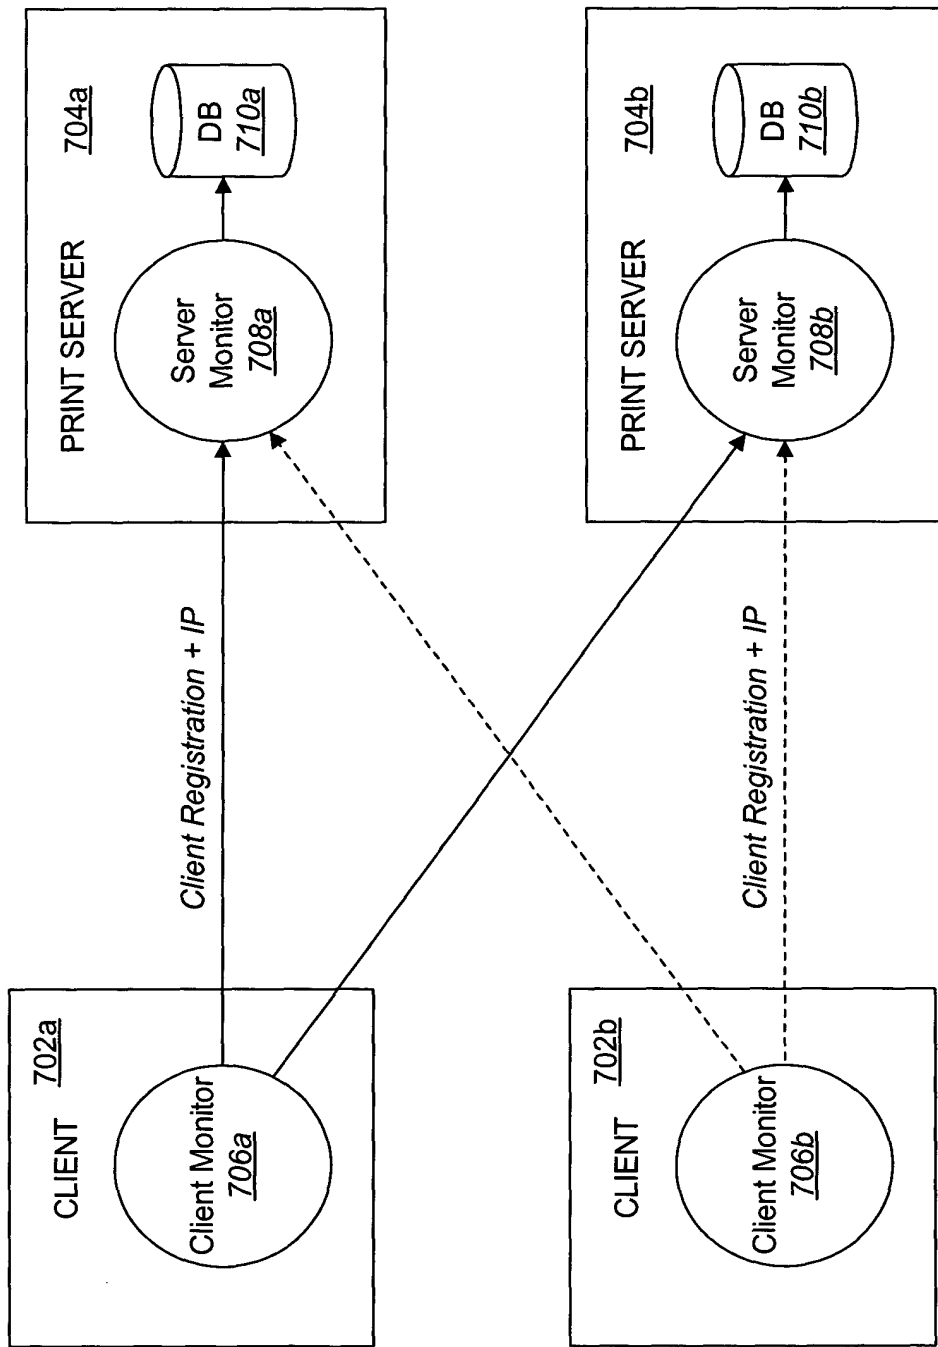 CLIENT
702a
Client Monitor
706a
Client Registration + IP
PRINT SERVER
704a
Server
Monitor
708a
DB
710a
CLIENT
702b
Client Monitor
706b
Client Registration + IP
PRINT SERVER
704b
Server
Monitor
708b
DB
710b